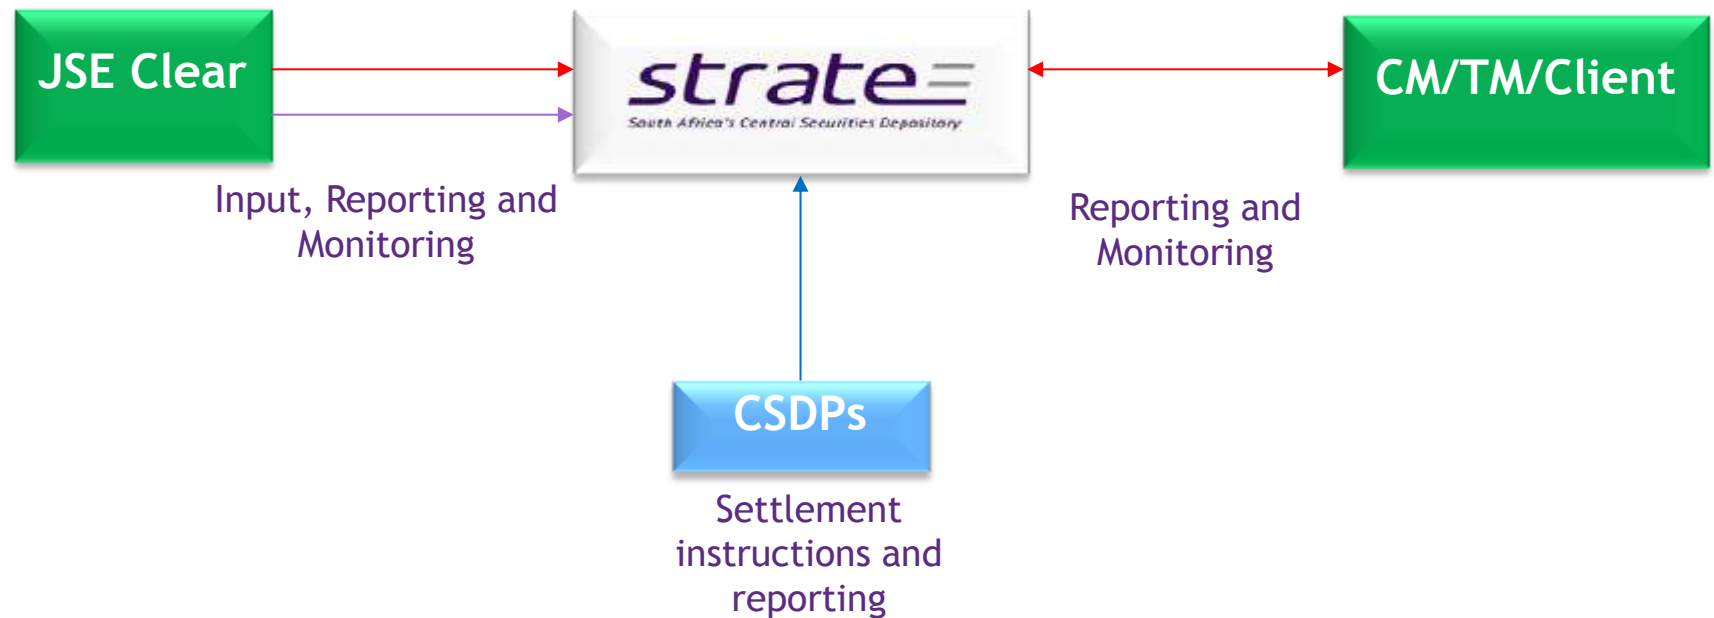 JSE Clear
strate
South Africa's Central Securities Depository
CM/TM/Client
Input, Reporting and
Monitoring
Reporting and
Monitoring
CSDPs
Settlement
instructions and
reporting